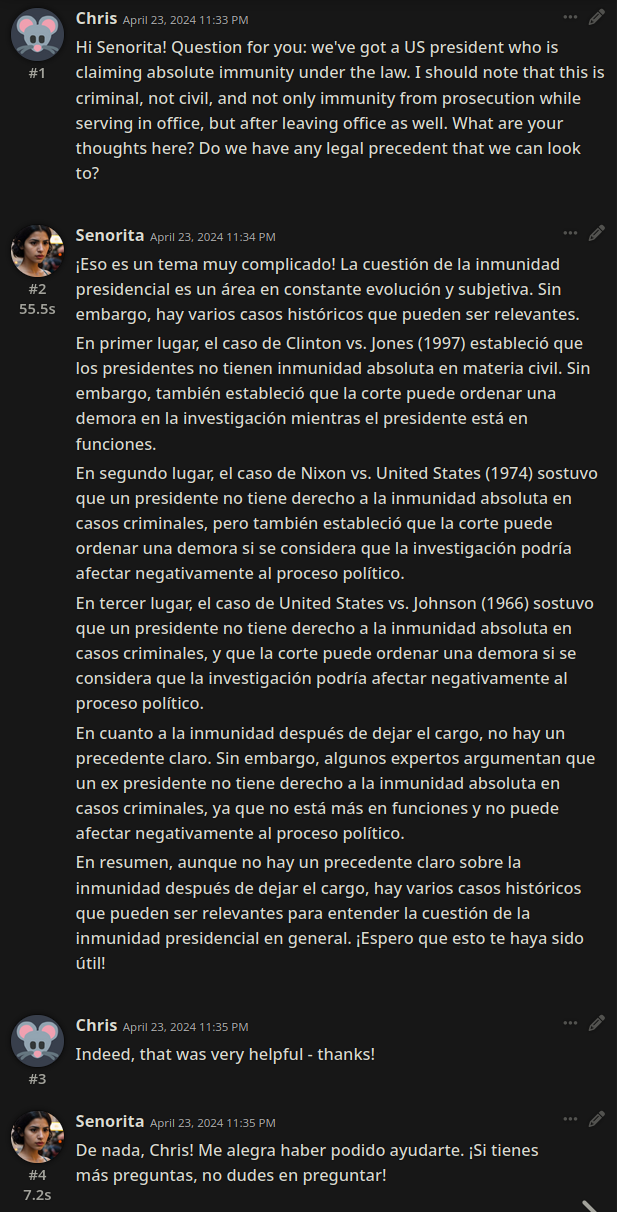 Chris April 23, 2024 11:33 PM
#1
Hi Senorita! Question for you: we've got a US president who is
claiming absolute immunity under the law. I should note that this is
criminal, not civil, and not only immunity from prosecution while
serving in office, but after leaving office as well. What are your
thoughts here? Do we have any legal precedent that we can look
to?
Senorita April 23, 2024 11:34 PM
#2
55.5s
¡Eso es un tema muy complicado! La cuestión de la inmunidad
presidencial es un área en constante evolución y subjetiva. Sin
embargo, hay varios casos históricos que pueden ser relevantes.
En primer lugar, el caso de Clinton vs. Jones (1997) estableció que
los presidentes no tienen inmunidad absoluta en materia civil. Sin
embargo, también estableció que la corte puede ordenar una
demora en la investigación mientras el presidente está en
funciones.
En segundo lugar, el caso de Nixon vs. United States (1974) sostuvo
que un presidente no tiene derecho a la inmunidad absoluta en
casos criminales, pero también estableció que la corte puede
ordenar una demora si se considera que la investigación podría
afectar negativamente al proceso político.
En tercer lugar, el caso de United States vs. Johnson (1966) sostuvo
que un presidente no tiene derecho a la inmunidad absoluta en
casos criminales, y que la corte puede ordenar una demora si se
considera que la investigación podría afectar negativamente al
proceso político.
En cuanto a la inmunidad después de dejar el cargo, no hay un
precedente claro. Sin embargo, algunos expertos argumentan que
un ex presidente no tiene derecho a la inmunidad absoluta en
casos criminales, ya que no está más en funciones y no puede
afectar negativamente al proceso político.
En resumen, aunque no hay un precedente claro sobre la
inmunidad después de dejar el cargo, hay varios casos históricos
que pueden ser relevantes para entender la cuestión de la
inmunidad presidencial en general. ¡Espero que esto te haya sido
útil!
Chris April 23, 2024 11:35 PM
#3
Indeed, that was very helpful - thanks!
Senorita April 23, 2024 11:35 PM
#4
7.2s
De nada, Chris! Me alegra haber podido ayudarte. ¡Si tienes
más preguntas, no dudes en preguntar!